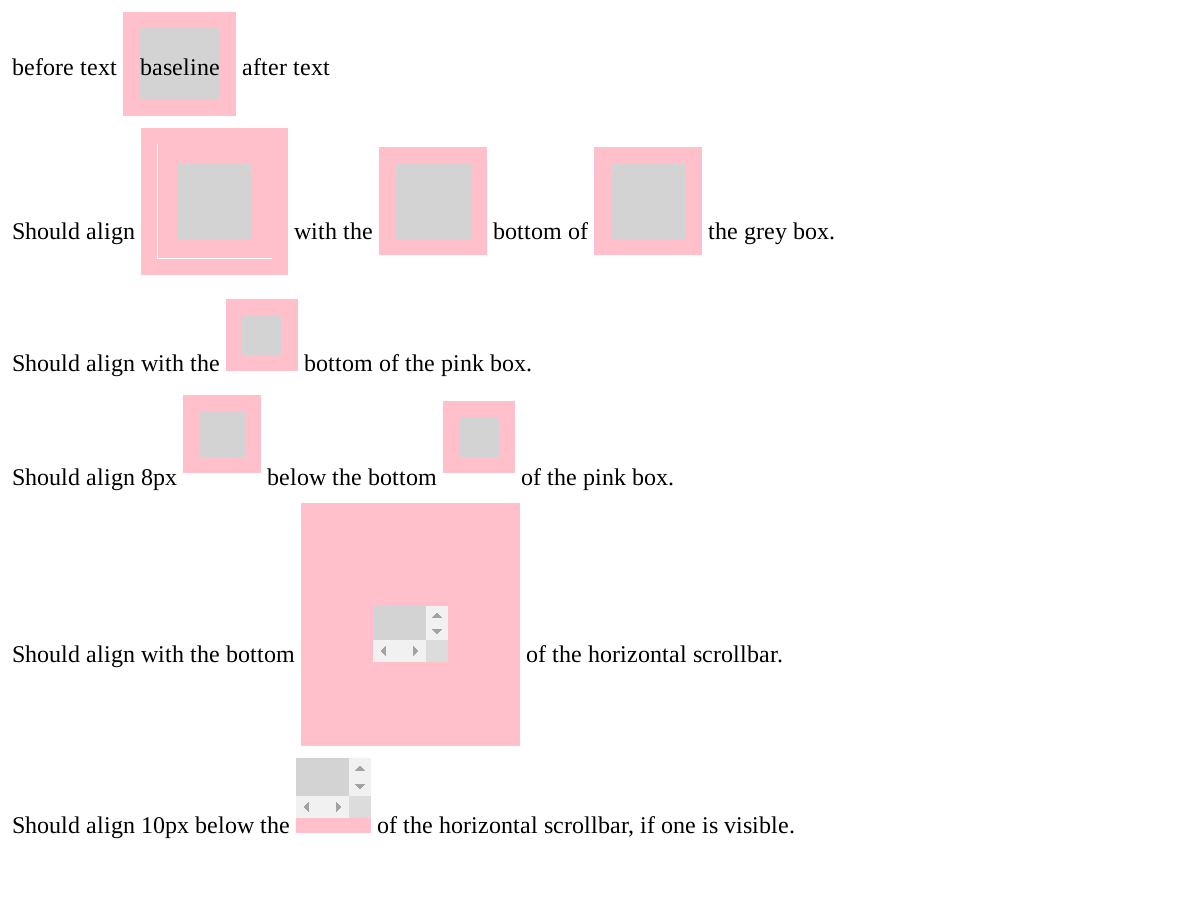 before text baseline after text
Should align with the bottom of the grey box.
Should align with the bottom of the pink box.
Should align 8px below the bottom of the pink box.
Should align with the bottom of the horizontal scrollbar.
Should align 10px below the of the horizontal scrollbar, if one is visible.